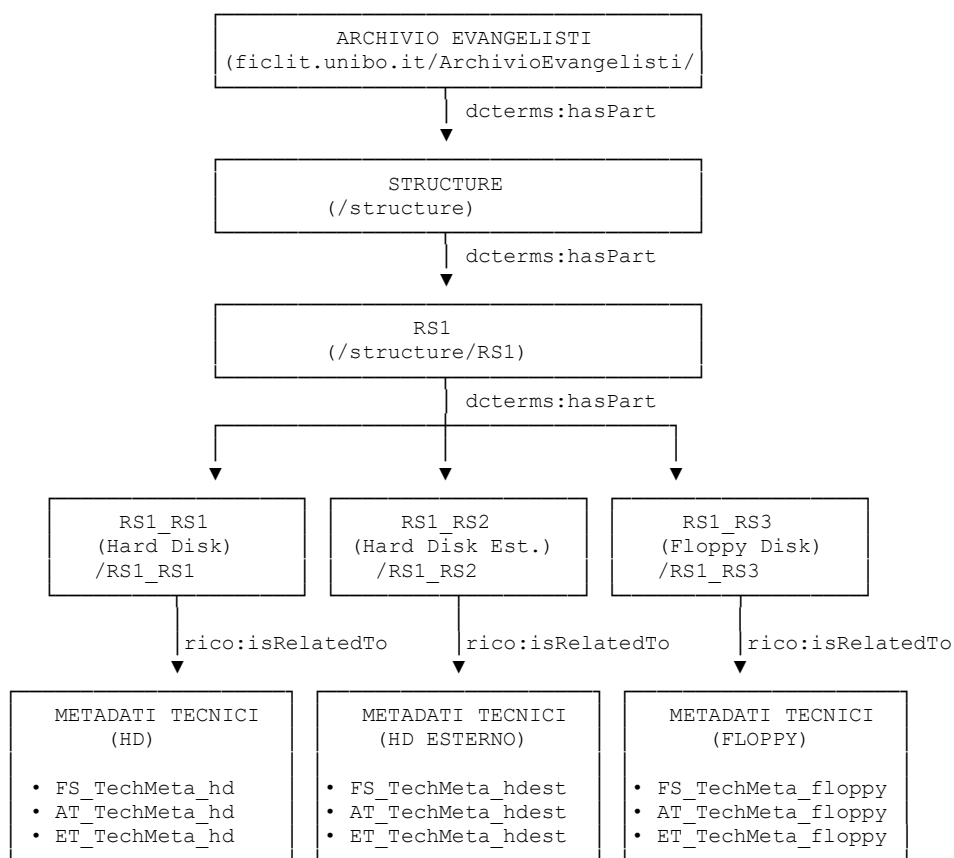 ARCHIVIO EVANGELISTI
(ficlit.unibo.it/ArchivioEvangelisti/
dcterms:hasPart
STRUCTURE
(/structure)
dcterms:hasPart
RS1
(/structure/RS1)
dcterms:hasPart
RS1_RS1
(Hard Disk)
/RS1_RS1
RS1_RS2
(Hard Disk Est.)
/RS1_RS2
RS1_RS3
(Floppy Disk)
/RS1_RS3
rico:isRelatedTo
rico:isRelatedTo
rico:isRelatedTo
METADATI TECNICI
(HD)
• FS_TechMeta_hd
• AT_TechMeta_hd
• ET_TechMeta_hd
METADATI TECNICI
(HD ESTERNO)
• FS_TechMeta_hdest
• AT_TechMeta_hdest
• ET_TechMeta_hdest
METADATI TECNICI
(FLOPPY)
• FS_TechMeta_floppy
• AT_TechMeta_floppy
• ET_TechMeta_floppy